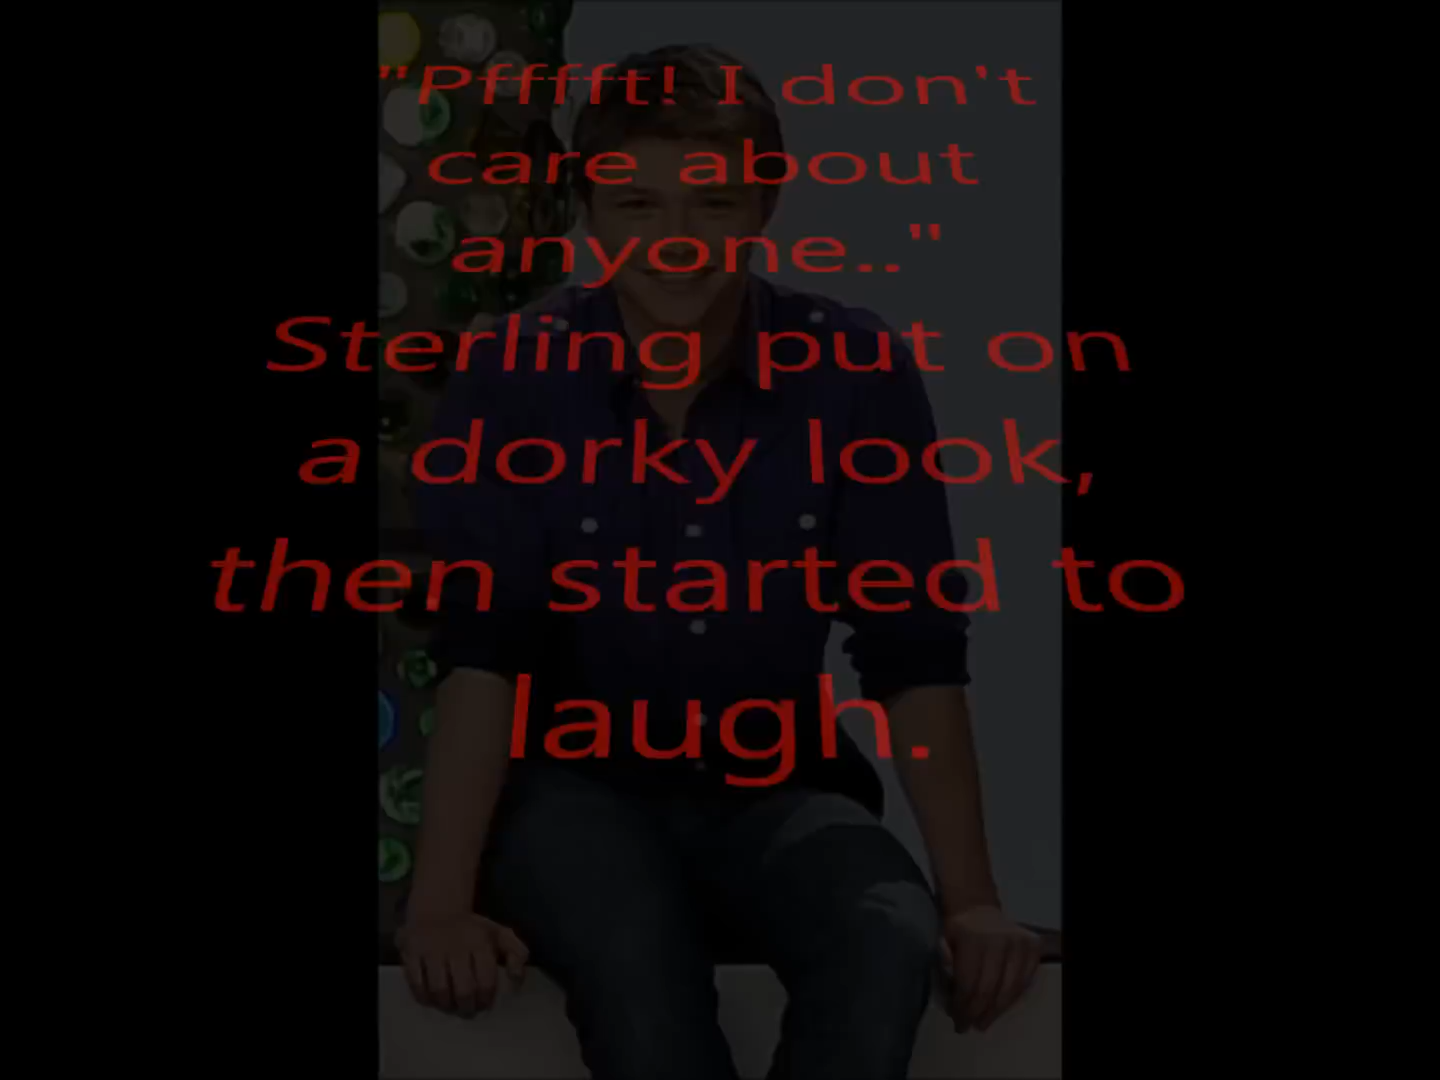 "Pfffft! I don't
care about
anyone.."
Sterling put on
a dorky look,
then started to
laugh.